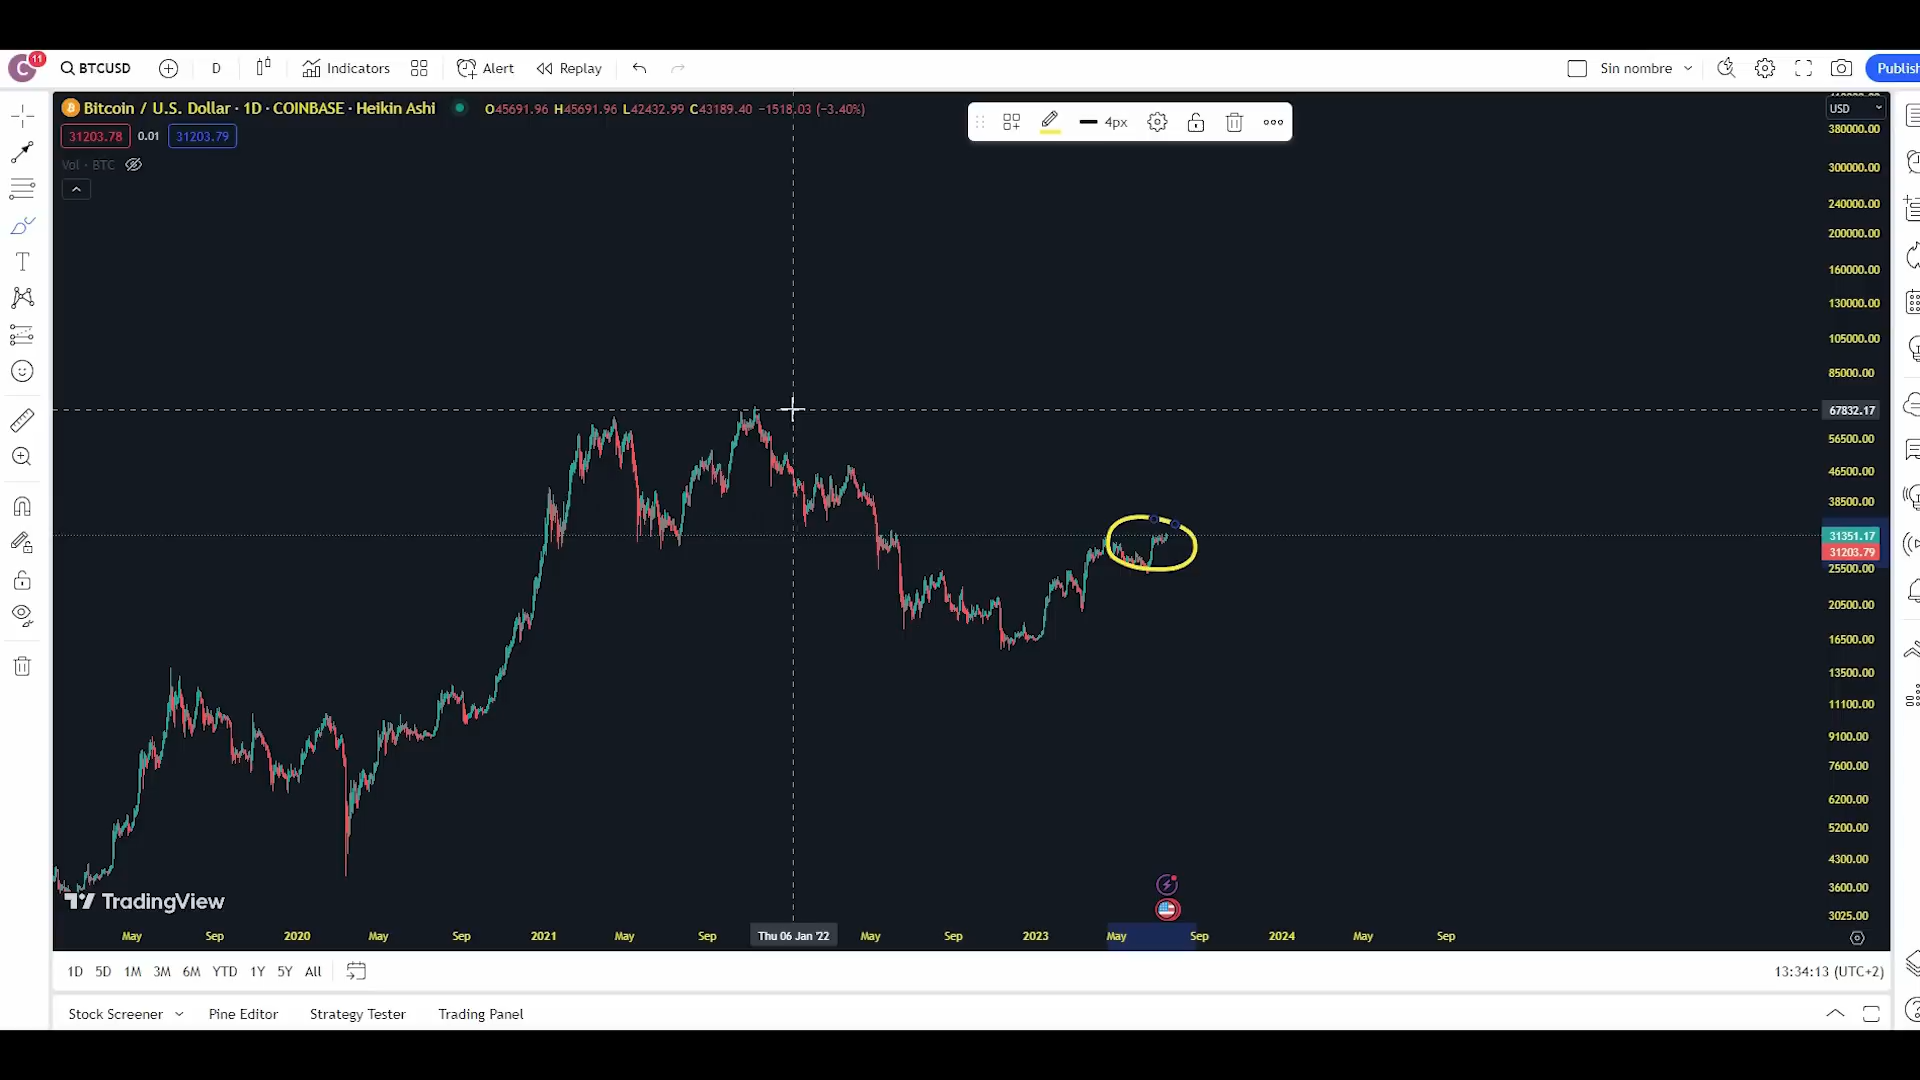 C 11 BTCUSD D Indicators Alert Replay Sin nombre Publish
Bitcoin / U.S. Dollar · 1D · COINBASE · Heikin Ashi O45691.96 H45691.96 L42432.99 C43189.40 −1518.03 (−3.40%)
USD
4px
31203.78 0.01 31203.79
Vol · BTC
380000.00
300000.00
240000.00
200000.00
160000.00
130000.00
105000.00
85000.00
67832.17
56500.00
46500.00
38500.00
31351.17
31203.79
25500.00
20500.00
16500.00
13500.00
11100.00
9100.00
7600.00
6200.00
5200.00
4300.00
3600.00
3025.00
TradingView
May Sep 2020 May Sep 2021 May Sep Thu 06 Jan '22 May Sep 2023 May Sep 2024 May Sep
1D 5D 1M 3M 6M YTD 1Y 5Y All 13:34:13 (UTC+2)
Stock Screener Pine Editor Strategy Tester Trading Panel